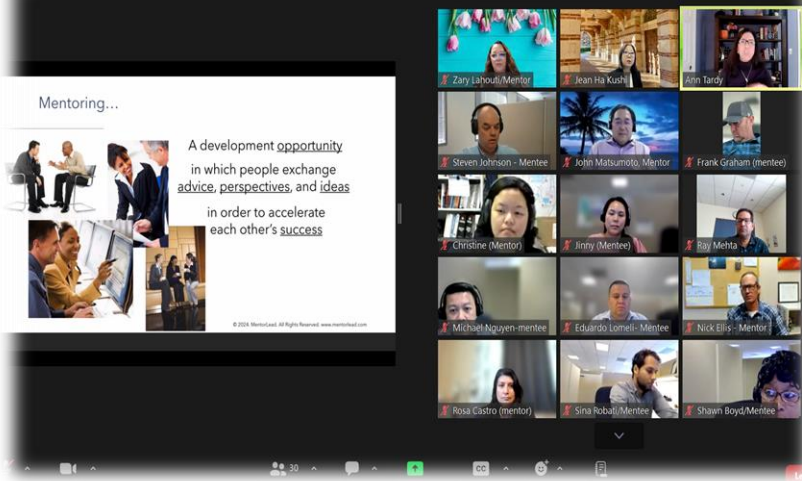 Mentoring...
A development opportunity
in which people exchange
advice, perspectives, and ideas
in order to accelerate
each other's success
© 2024 MentorLead. All Rights Reserved. www.mentorlead.com
Zary Lahouti/Mentor
Jean Ha Kushi
Ann Tardy
Steven Johnson - Mentee
John Matsumoto, Mentor
Frank Graham (mentee)
Christine (Mentor)
Jinny (Mentee)
Ray Mehta
Michael Nguyen-mentee
Eduardo Lomeli- Mentee
Nick Ellis - Mentor
Rosa Castro (mentor)
Sina Robati/Mentee
Shawn Boyd/Mentee
30
CC